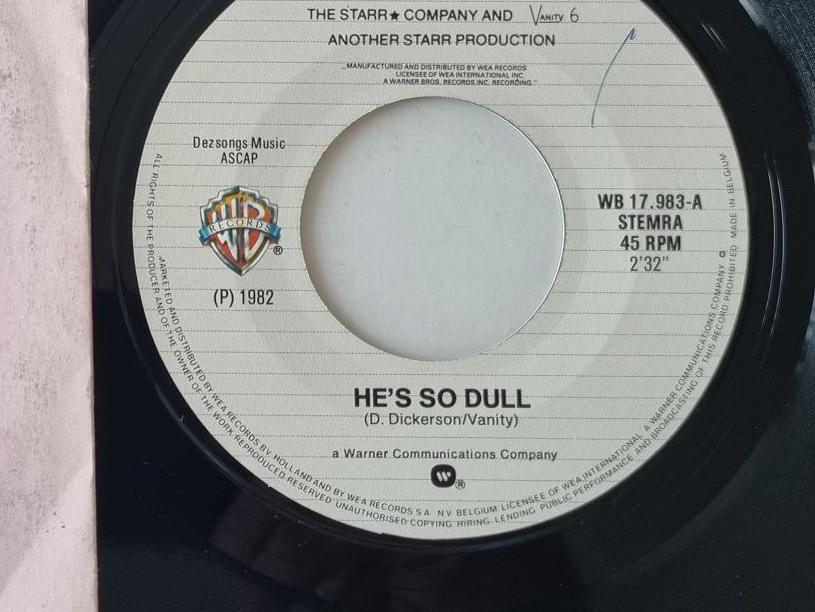 THE STARR★ COMPANY AND VANITY 6
ANOTHER STARR PRODUCTION
"MANUFACTURED AND DISTRIBUTED BY WEA RECORDS
LICENSEE OF WEA INTERNATIONAL INC.
A WARNER BROS. RECORDS INC. RECORDING."
Dezsongs Music
ASCAP
WB
RECORDS
®
(P) 1982
WB 17.983-A
STEMRA
45 RPM
2'32"
HE'S SO DULL
(D. Dickerson/Vanity)
a Warner Communications Company
®
ALL RIGHTS OF THE PRODUCER AND OF THE OWNER OF THE WORK REPRODUCED RESERVED UNAUTHORISED COPYING HIRING LENDING PUBLIC PERFORMANCE AND BROADCASTING OF THIS RECORD PROHIBITED MADE IN BELGIUM
MARKETED AND DISTRIBUTED BY WEA RECORDS BV HOLLAND AND BY WEA RECORDS S.A. N.V BELGIUM LICENSEE OF WEA INTERNATIONAL A WARNER COMMUNICATIONS COMPANY